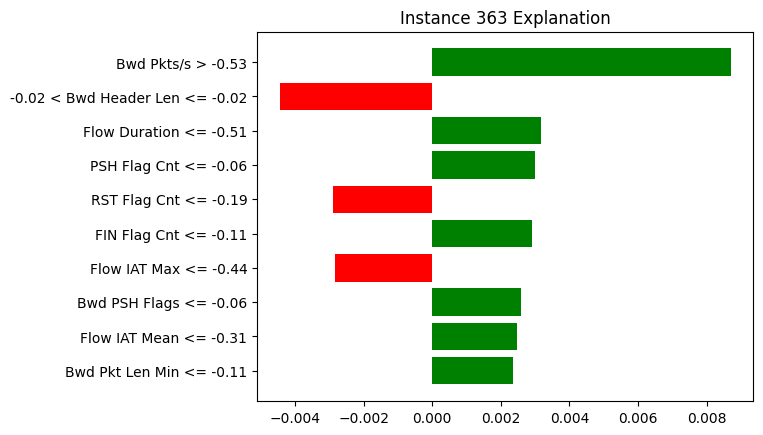 Instance 363 Explanation
Bwd Pkts/s > -0.53
-0.02 < Bwd Header Len <= -0.02
Flow Duration <= -0.51
PSH Flag Cnt <= -0.06
RST Flag Cnt <= -0.19
FIN Flag Cnt <= -0.11
Flow IAT Max <= -0.44
Bwd PSH Flags <= -0.06
Flow IAT Mean <= -0.31
Bwd Pkt Len Min <= -0.11
−0.004 −0.002 0.000 0.002 0.004 0.006 0.008